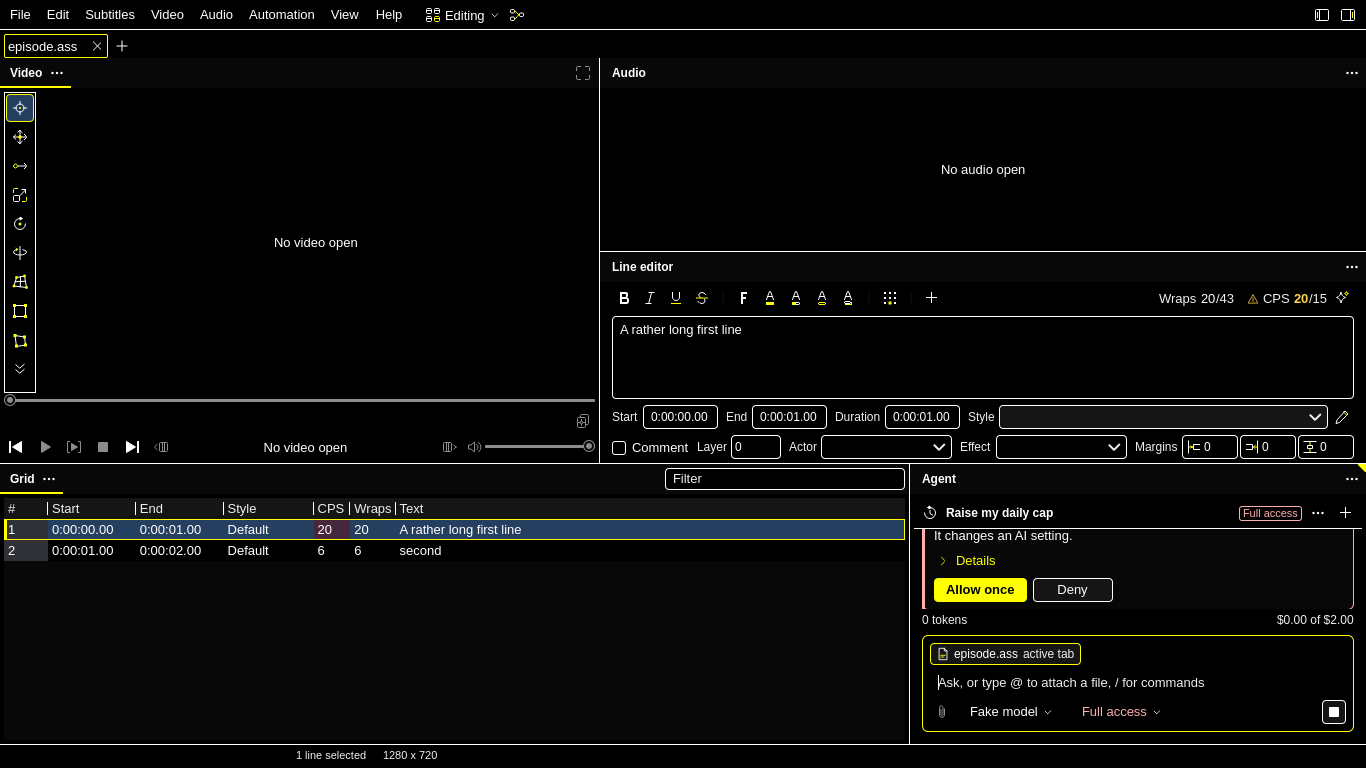 File Edit Subtitles Video Audio Automation View Help Editing
episode.ass
Video
No video open
No video open
Audio
No audio open
Line editor
Wraps 20/43 CPS 20/15
A rather long first line
Start 0:00:00.00 End 0:00:01.00 Duration 0:00:01.00 Style
Comment Layer 0 Actor Effect Margins 0 0 0
Grid Filter
# Start End Style CPS Wraps Text
1 0:00:00.00 0:00:01.00 Default 20 20 A rather long first line
2 0:00:01.00 0:00:02.00 Default 6 6 second
Agent
Raise my daily cap Full access
It changes an AI setting.
Details
Allow once Deny
0 tokens $0.00 of $2.00
episode.ass active tab
Ask, or type @ to attach a file, / for commands
Fake model Full access
1 line selected 1280 x 720